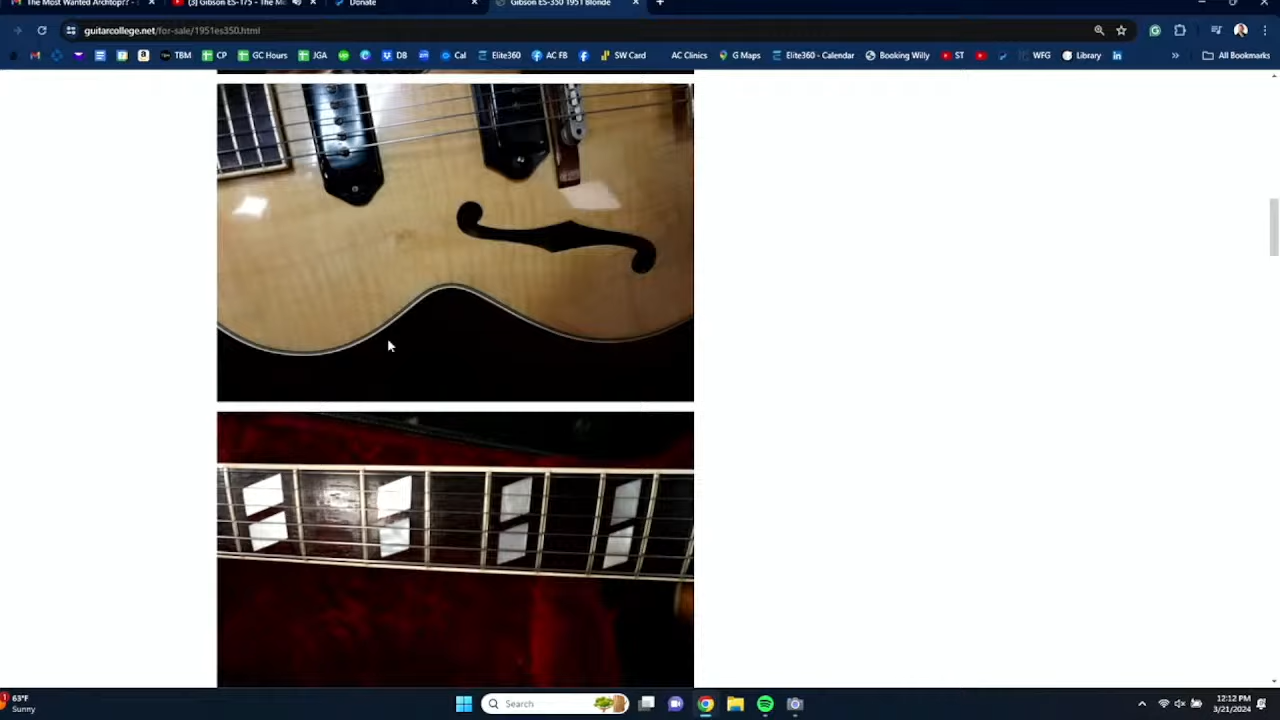 The Most Wanted Archtop?? -
(3) Gibson ES-175 - The M
Donate
Gibson ES-350 1951 Blonde
guitarcollege.net/for-sale/1951es350.html
TBM
CP
GC Hours
JGA
DB
Cal
Elite360
AC FB
SW Card
AC Clinics
G Maps
Elite360 - Calendar
Booking Willy
ST
WFG
Library
All Bookmarks
63°F
Sunny
Search
12:12 PM
3/21/2024